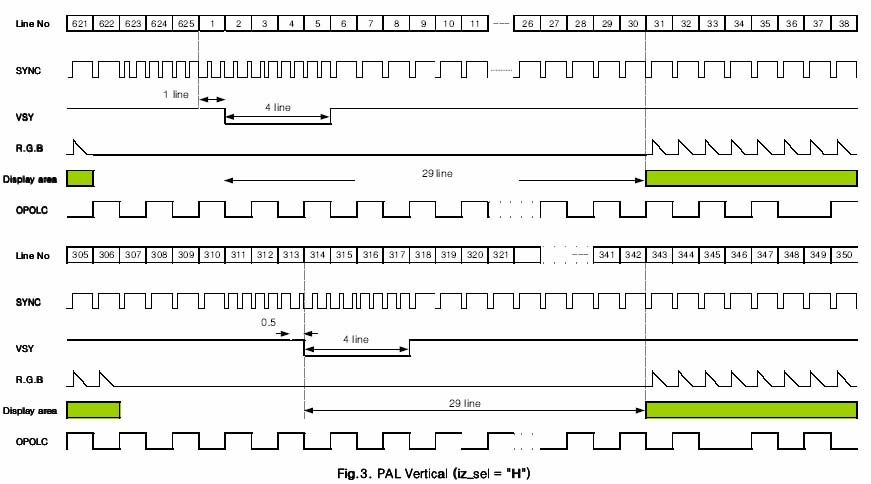 Line No 621 622 623 624 625 1 2 3 4 5 6 7 8 9 10 11 26 27 28 29 30 31 32 33 34 35 36 37 38
SYNC
1 line
4 line
VSY
R.G.B
29 line
Display area
OPOLC
Line No 305 306 307 308 309 310 311 312 313 314 315 316 317 318 319 320 321 341 342 343 344 345 346 347 348 349 350
SYNC
0.5
4 line
VSY
R.G.B
29 line
Display area
OPOLC
Fig.3. PAL Vertical (iz_sel = "H")